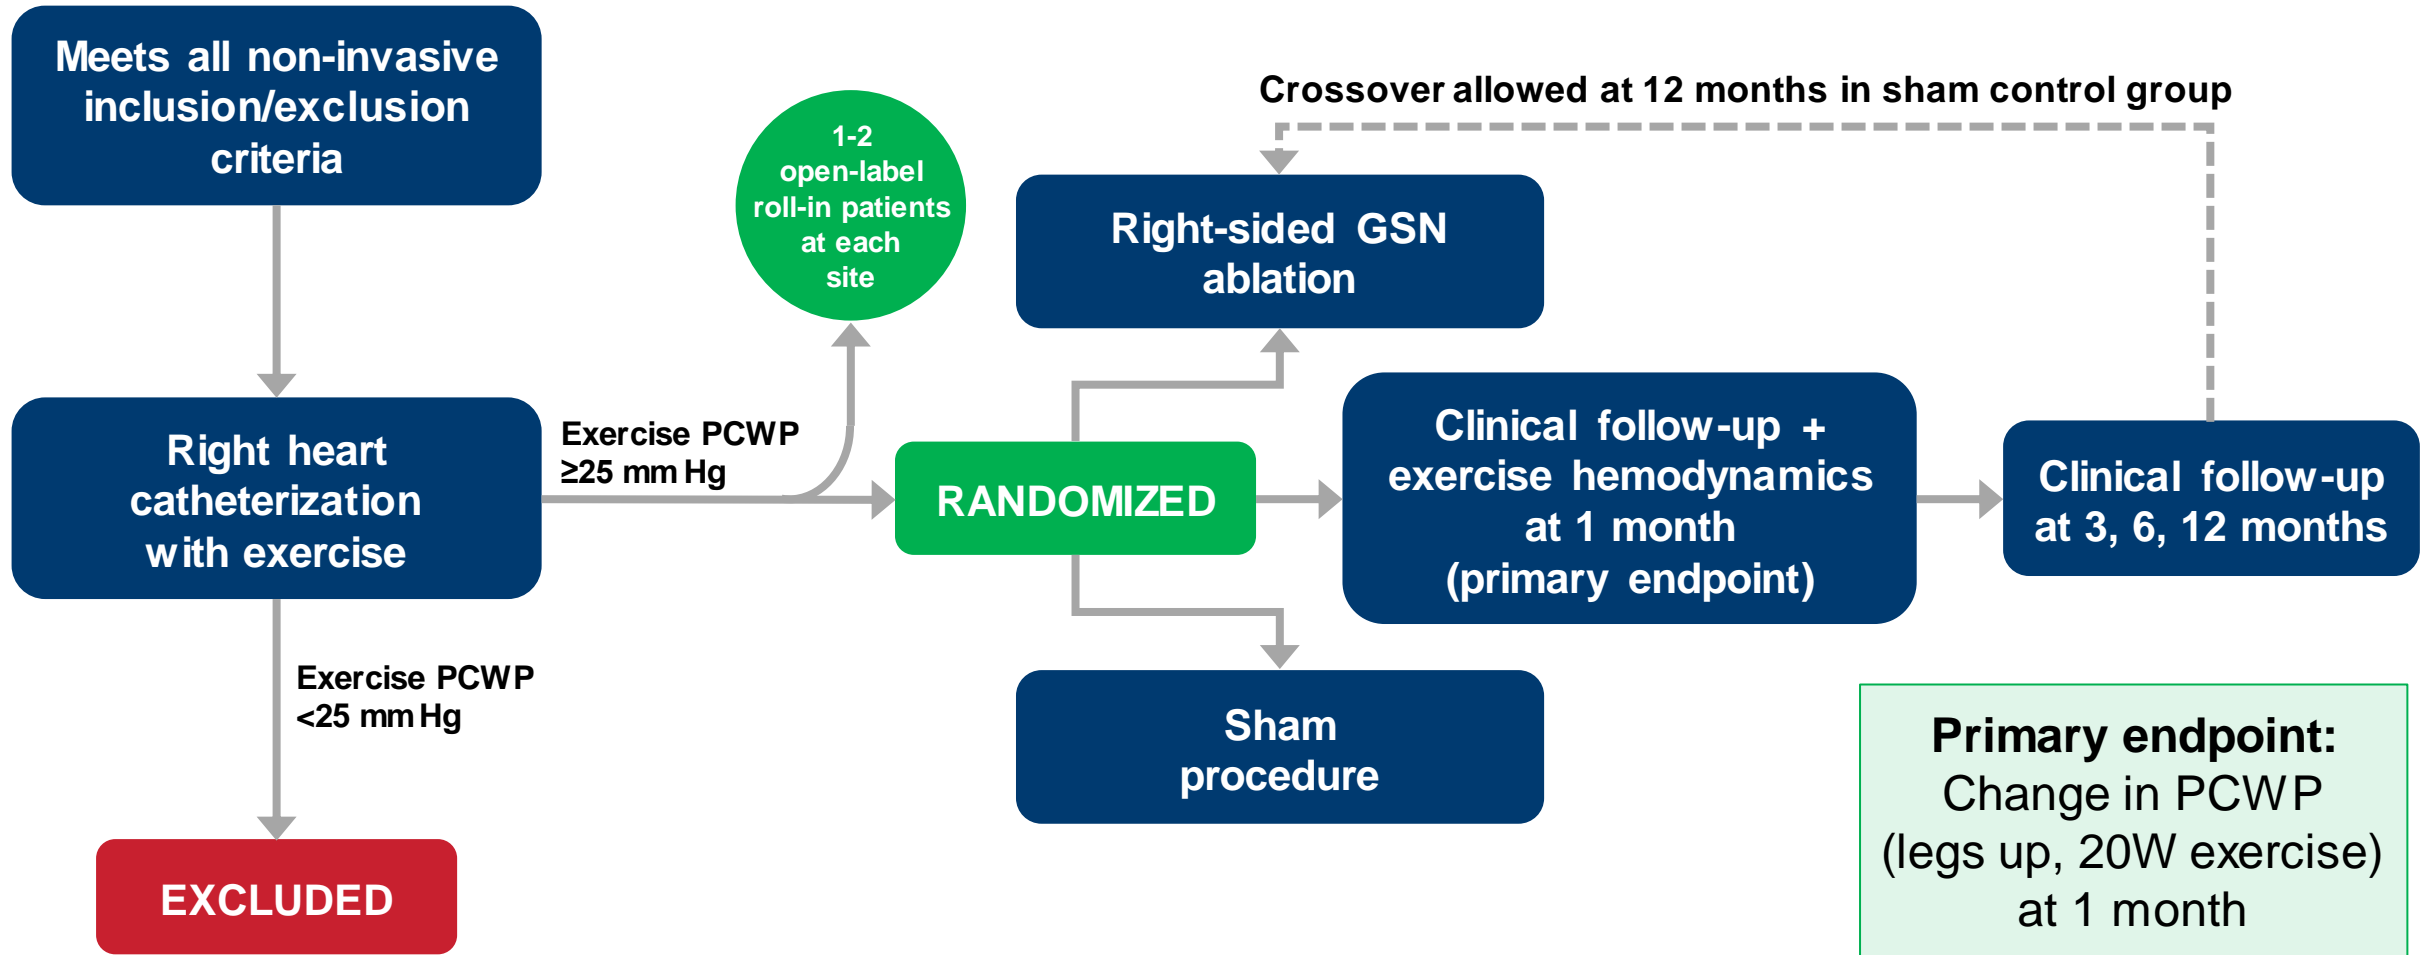 Meets all non-invasive
inclusion/exclusion
criteria
Right heart
catheterization
with exercise
Exercise PCWP
<25 mm Hg
EXCLUDED
Exercise PCWP
≥25 mm Hg
1-2
open-label
roll-in patients
at each
site
RANDOMIZED
Crossover allowed at 12 months in sham control group
Right-sided GSN
ablation
Clinical follow-up +
exercise hemodynamics
at 1 month
(primary endpoint)
Clinical follow-up
at 3, 6, 12 months
Sham
procedure
Primary endpoint:
Change in PCWP
(legs up, 20W exercise)
at 1 month